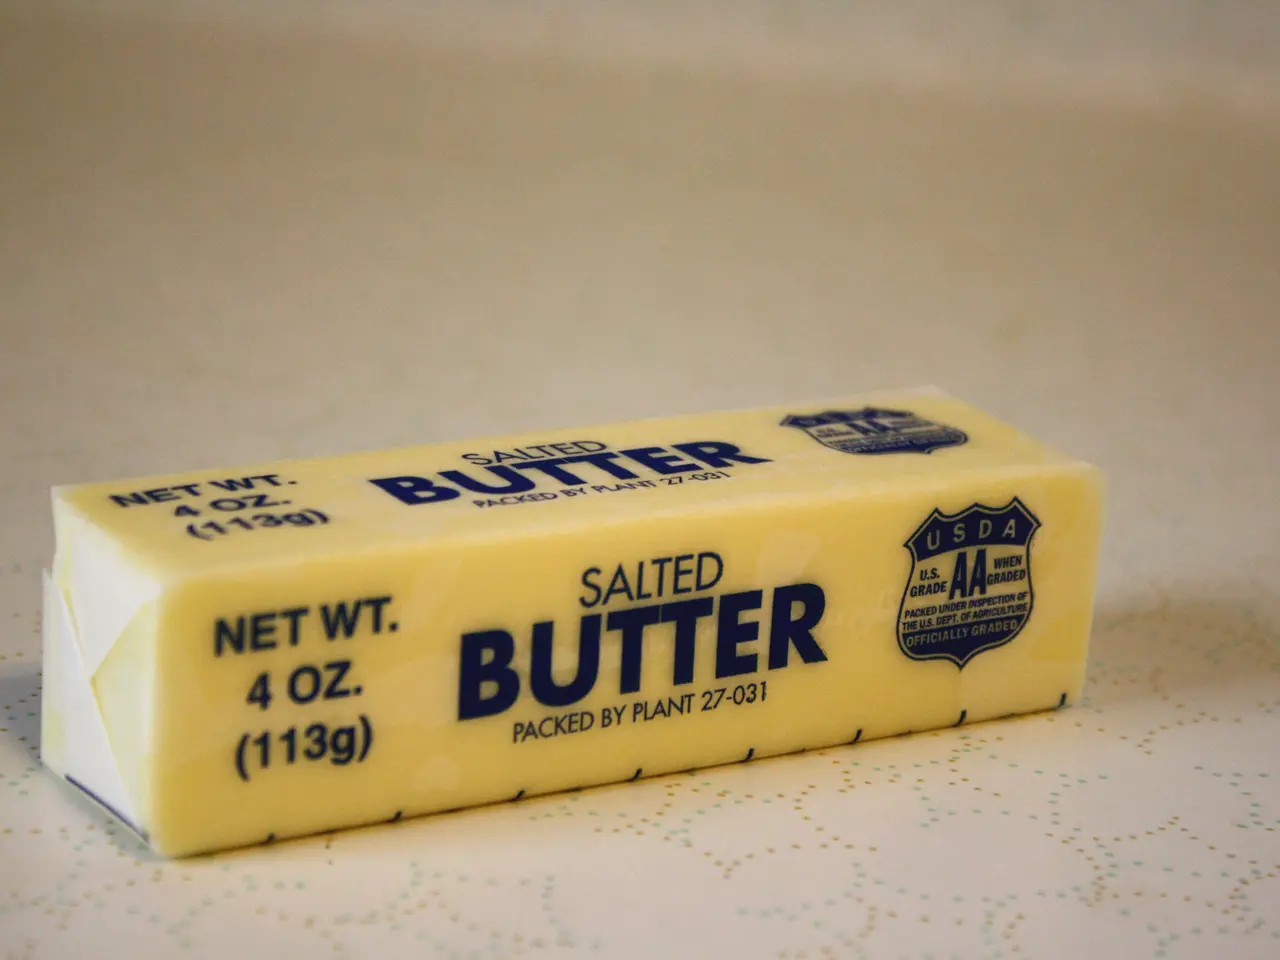 NET WT.
4 OZ.
(113g)
SALTED
BUTTER
PACKED BY PLANT 27-031
AA
NET WT.
4 OZ.
(113g)
SALTED
BUTTER
PACKED BY PLANT 27-031
USDA
U.S. GRADE AA WHEN GRADED
PACKED UNDER INSPECTION OF
THE U.S. DEPT. OF AGRICULTURE
OFFICIALLY GRADED